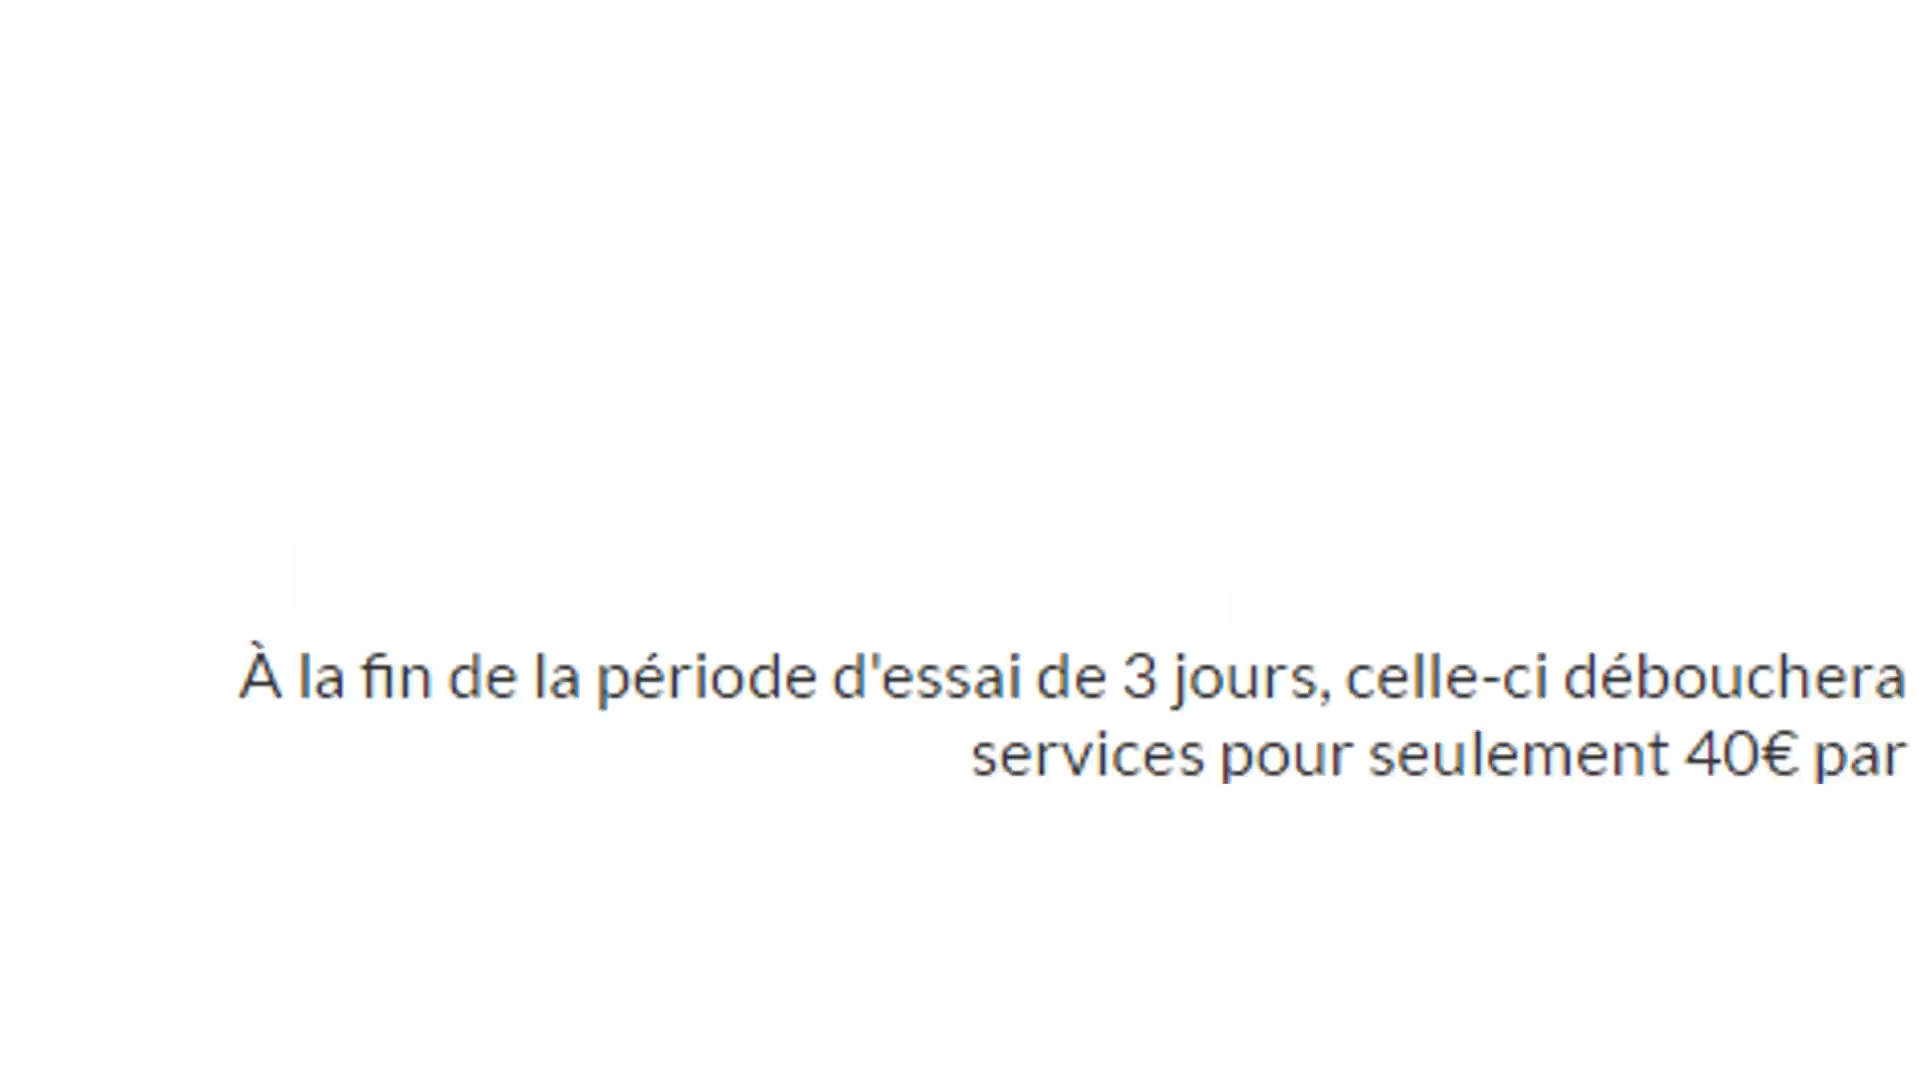 À la fin de la période d'essai de 3 jours, celle-ci débouchera
services pour seulement 40€ par